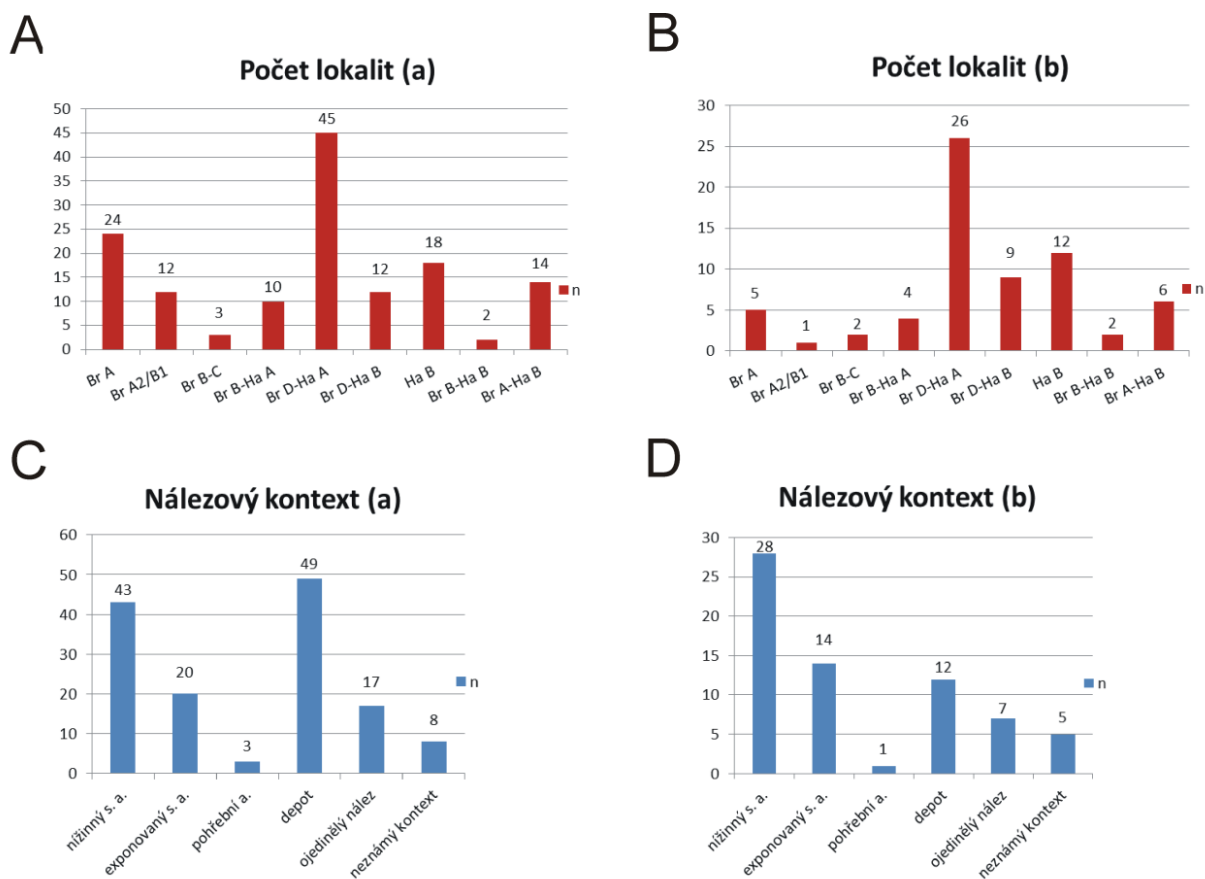 A
Počet lokalit (a)
50
45
40
35
30
25
20
15
10
5
0
24
12
3
10
45
12
18
2
14
n
Br A
Br A2/B1
Br B-C
Br B-Ha A
Br D-Ha A
Br D-Ha B
Ha B
Br B-Ha B
Br A-Ha B
B
Počet lokalit (b)
30
25
20
15
10
5
0
5
1
2
4
26
9
12
2
6
n
Br A
Br A2/B1
Br B-C
Br B-Ha A
Br D-Ha A
Br D-Ha B
Ha B
Br B-Ha B
Br A-Ha B
C
Nálezový kontext (a)
60
50
40
30
20
10
0
43
20
3
49
17
8
n
nížinný s. a.
exponovaný s. a.
pohřební a.
depot
ojedinělý nález
neznámý kontext
D
Nálezový kontext (b)
30
25
20
15
10
5
0
28
14
1
12
7
5
n
nížinný s. a.
exponovaný s. a.
pohřební a.
depot
ojedinělý nález
neznámý kontext